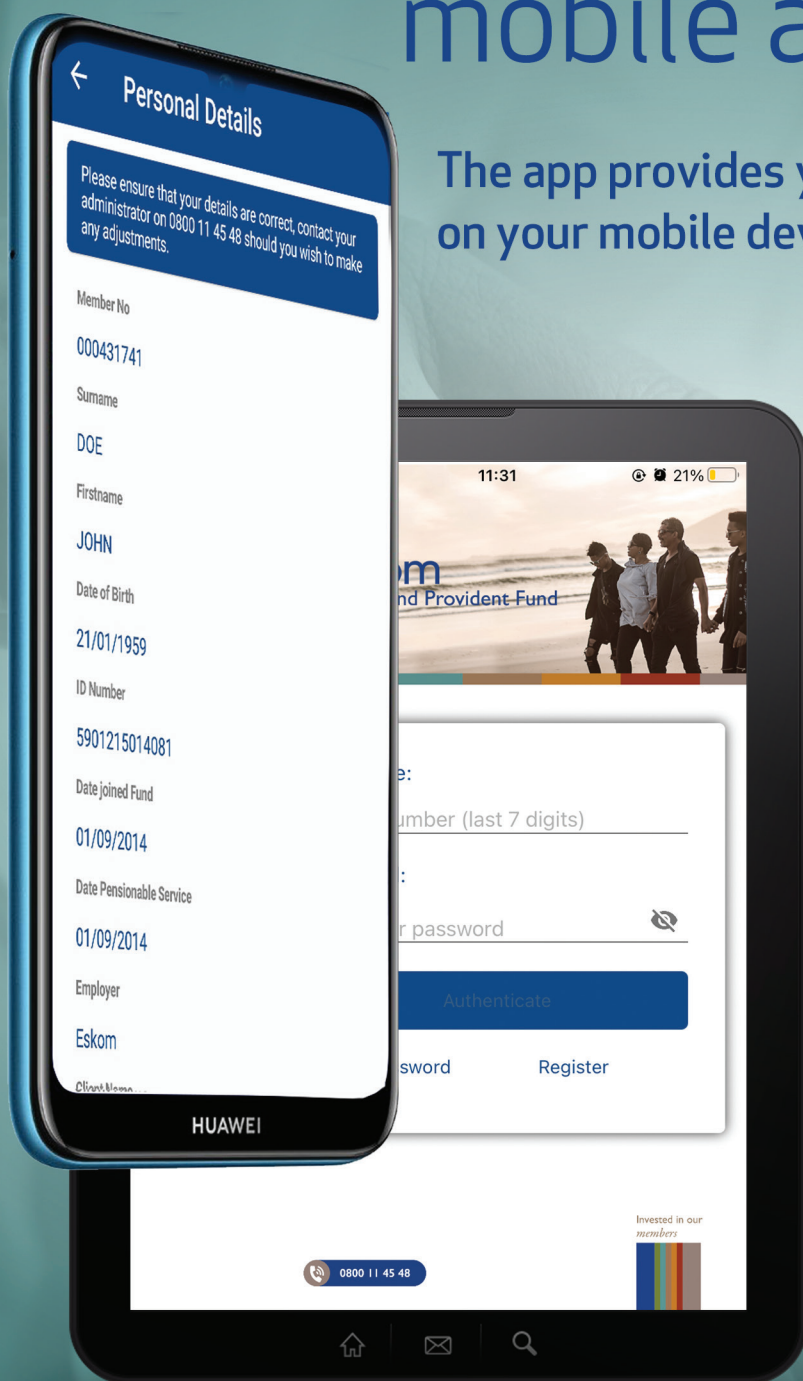 mobile a
The app provides y
on your mobile dev
Personal Details
Please ensure that your details are correct, contact your
administrator on 0800 11 45 48 should you wish to make
any adjustments.
Member No
000431741
Surname
DOE
Firstname
JOHN
Date of Birth
21/01/1959
ID Number
5901215014081
Date joined Fund
01/09/2014
Date Pensionable Service
01/09/2014
Employer
Eskom
Client Name
HUAWEI
11:31
21%
om
nd Provident Fund
e:
umber (last 7 digits)
:
r password
Authenticate
sword Register
Invested in our
members
0800 11 45 48